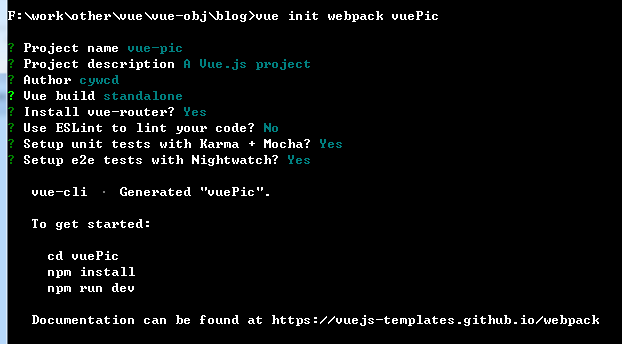 F:\work\other\vue\vue-obj\blog>vue init webpack vuePic
? Project name vue-pic
? Project description A Vue.js project
? Author cywcd
? Vue build standalone
? Install vue-router? Yes
? Use ESLint to lint your code? No
? Setup unit tests with Karma + Mocha? Yes
? Setup e2e tests with Nightwatch? Yes
vue-cli · Generated "vuePic".
To get started:
cd vuePic
npm install
npm run dev
Documentation can be found at https://vuejs-templates.github.io/webpack